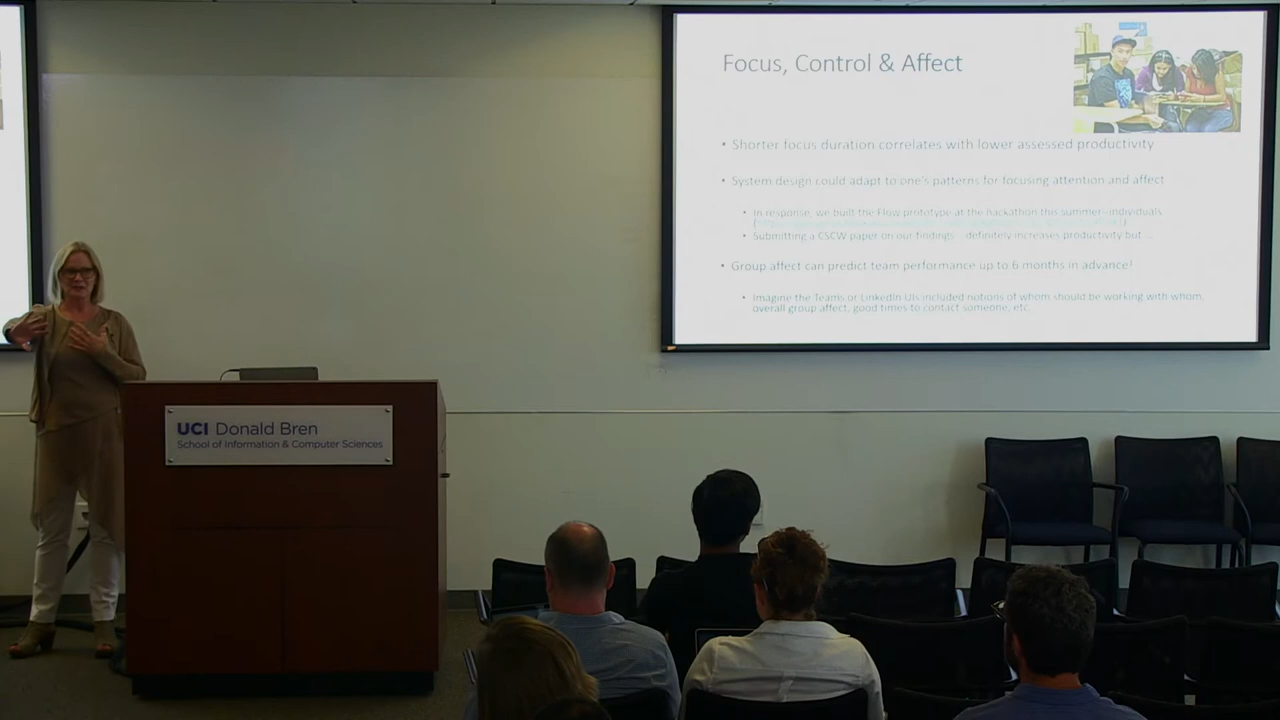 Focus, Control & Affect
• Shorter focus duration correlates with lower assessed productivity
• System design could adapt to one's patterns for focusing attention and affect
• In response, we built the Flow prototype at the hackathon this summer--individuals
• Submitting a CSCW paper on our findings – definitely increases productivity but …
• Group affect can predict team performance up to 6 months in advance!
• Imagine the Teams or LinkedIn UIs included notions of whom should be working with whom,
overall group affect, good times to contact someone, etc.
UCI Donald Bren
School of Information & Computer Sciences